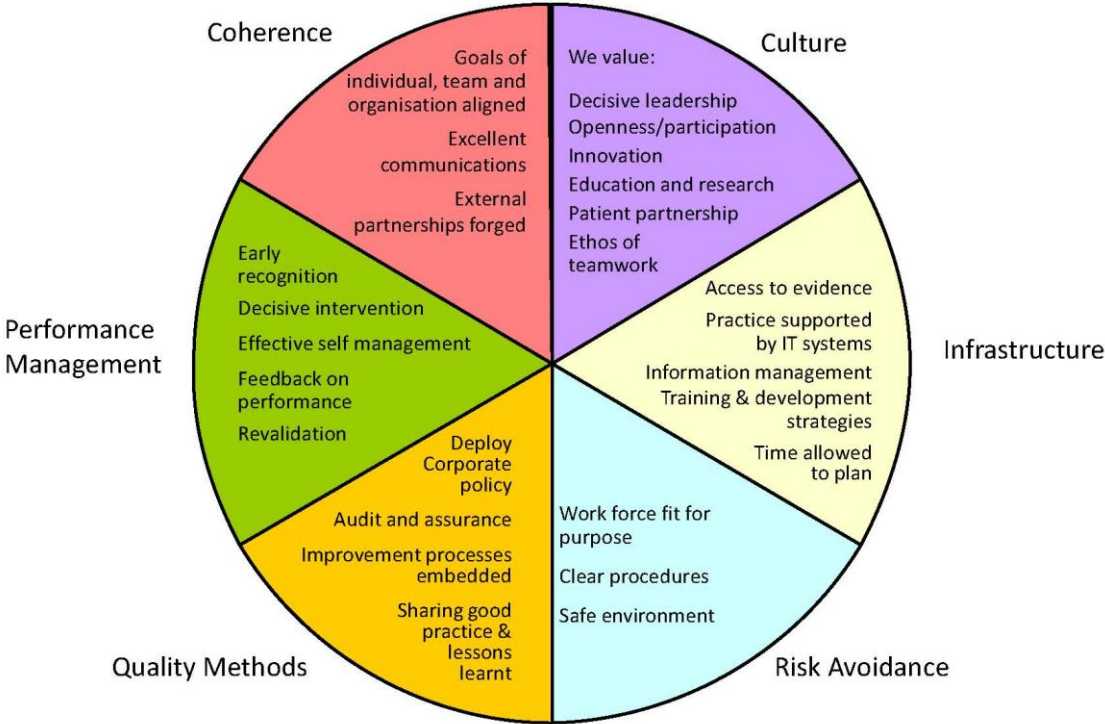 Coherence
Goals of
individual, team and
organisation aligned
Excellent
communications
External
partnerships forged
Culture
We value:
Decisive leadership
Openness/participation
Innovation
Education and research
Patient partnership
Ethos of
teamwork
Infrastructure
Access to evidence
Practice supported
by IT systems
Information management
Training & development
strategies
Time allowed
to plan
Risk Avoidance
Work force fit for
purpose
Clear procedures
Safe environment
Quality Methods
Deploy
Corporate
policy
Audit and assurance
Improvement processes
embedded
Sharing good
practice &
lessons
learnt
Performance
Management
Early
recognition
Decisive intervention
Effective self management
Feedback on
performance
Revalidation